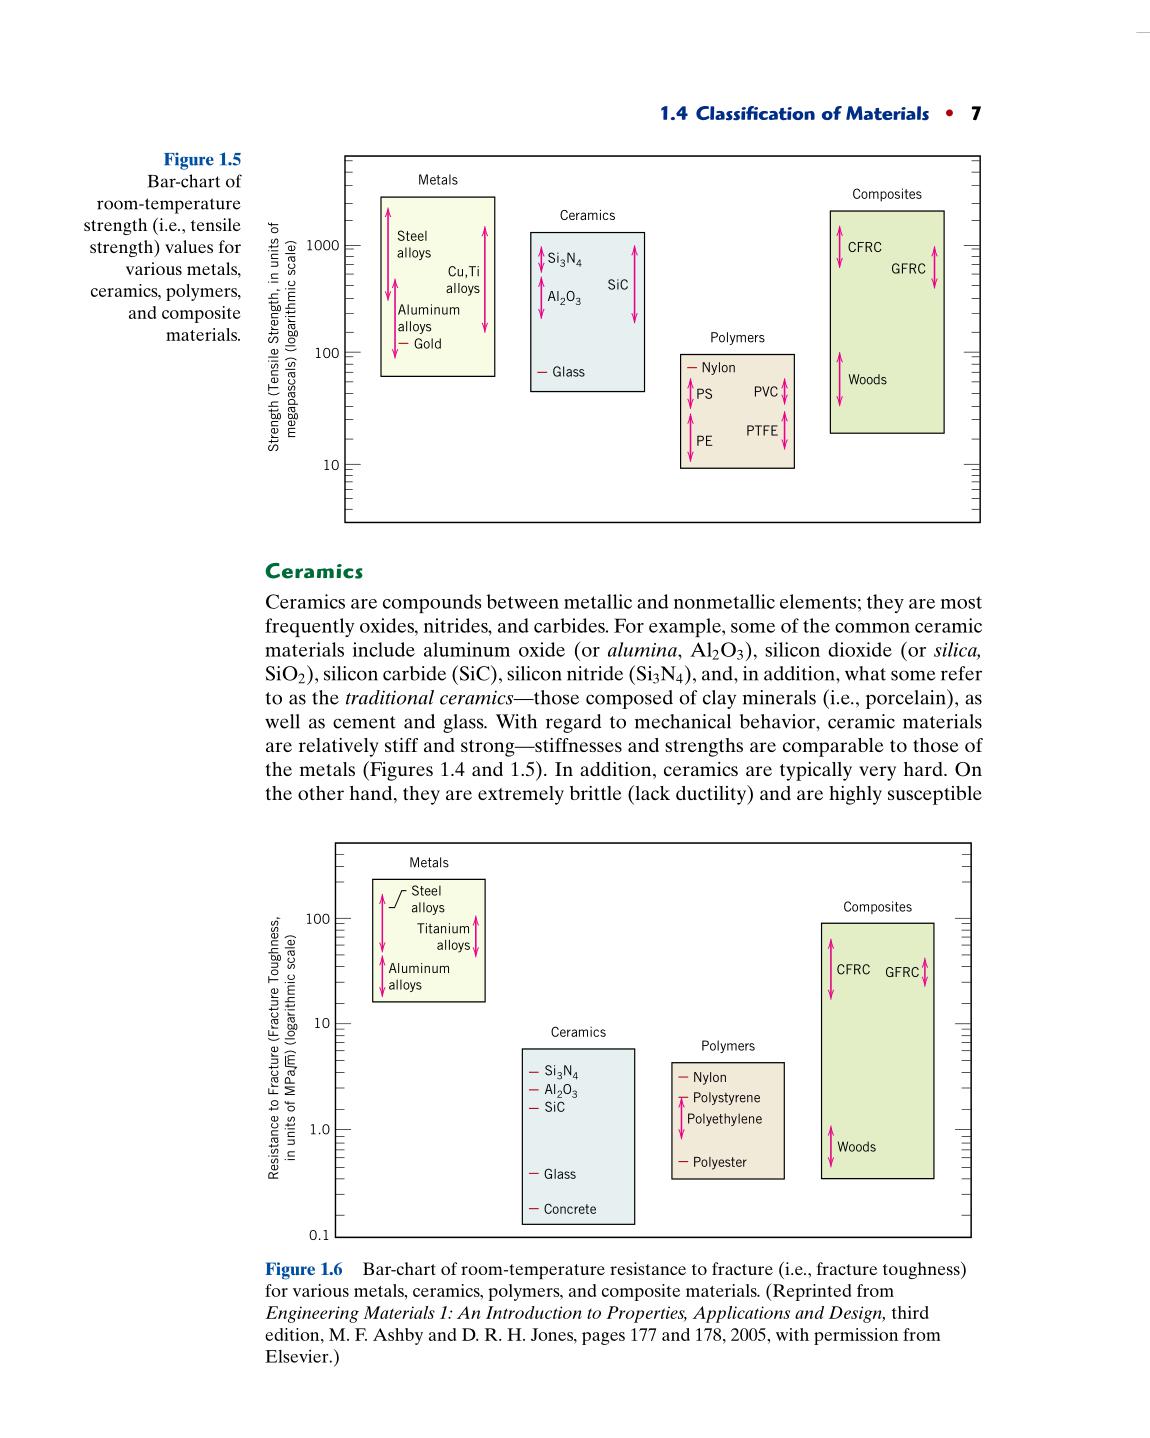 1.4 Classification of Materials • 7
Figure 1.5
Bar-chart of
room-temperature
strength (i.e., tensile
strength) values for
various metals,
ceramics, polymers,
and composite
materials.
Strength (Tensile Strength, in units of
megapascals) (logarithmic scale)
1000
100
10
Metals
Steel
alloys
Cu,Ti
alloys
Aluminum
alloys
Gold
Ceramics
Si3N4
Al2O3
SiC
Glass
Polymers
Nylon
PS
PVC
PTFE
PE
Composites
CFRC
GFRC
Woods
Ceramics
Ceramics are compounds between metallic and nonmetallic elements; they are most
frequently oxides, nitrides, and carbides. For example, some of the common ceramic
materials include aluminum oxide (or alumina, Al2O3), silicon dioxide (or silica,
SiO2), silicon carbide (SiC), silicon nitride (Si3N4), and, in addition, what some refer
to as the traditional ceramics—those composed of clay minerals (i.e., porcelain), as
well as cement and glass. With regard to mechanical behavior, ceramic materials
are relatively stiff and strong—stiffnesses and strengths are comparable to those of
the metals (Figures 1.4 and 1.5). In addition, ceramics are typically very hard. On
the other hand, they are extremely brittle (lack ductility) and are highly susceptible
Resistance to Fracture (Fracture Toughness,
in units of MPa√m) (logarithmic scale)
100
10
1.0
0.1
Metals
Steel
alloys
Titanium
alloys
Aluminum
alloys
Ceramics
Si3N4
Al2O3
SiC
Glass
Concrete
Polymers
Nylon
Polystyrene
Polyethylene
Polyester
Composites
CFRC
GFRC
Woods
Figure 1.6 Bar-chart of room-temperature resistance to fracture (i.e., fracture toughness)
for various metals, ceramics, polymers, and composite materials. (Reprinted from
Engineering Materials 1: An Introduction to Properties, Applications and Design, third
edition, M. F. Ashby and D. R. H. Jones, pages 177 and 178, 2005, with permission from
Elsevier.)